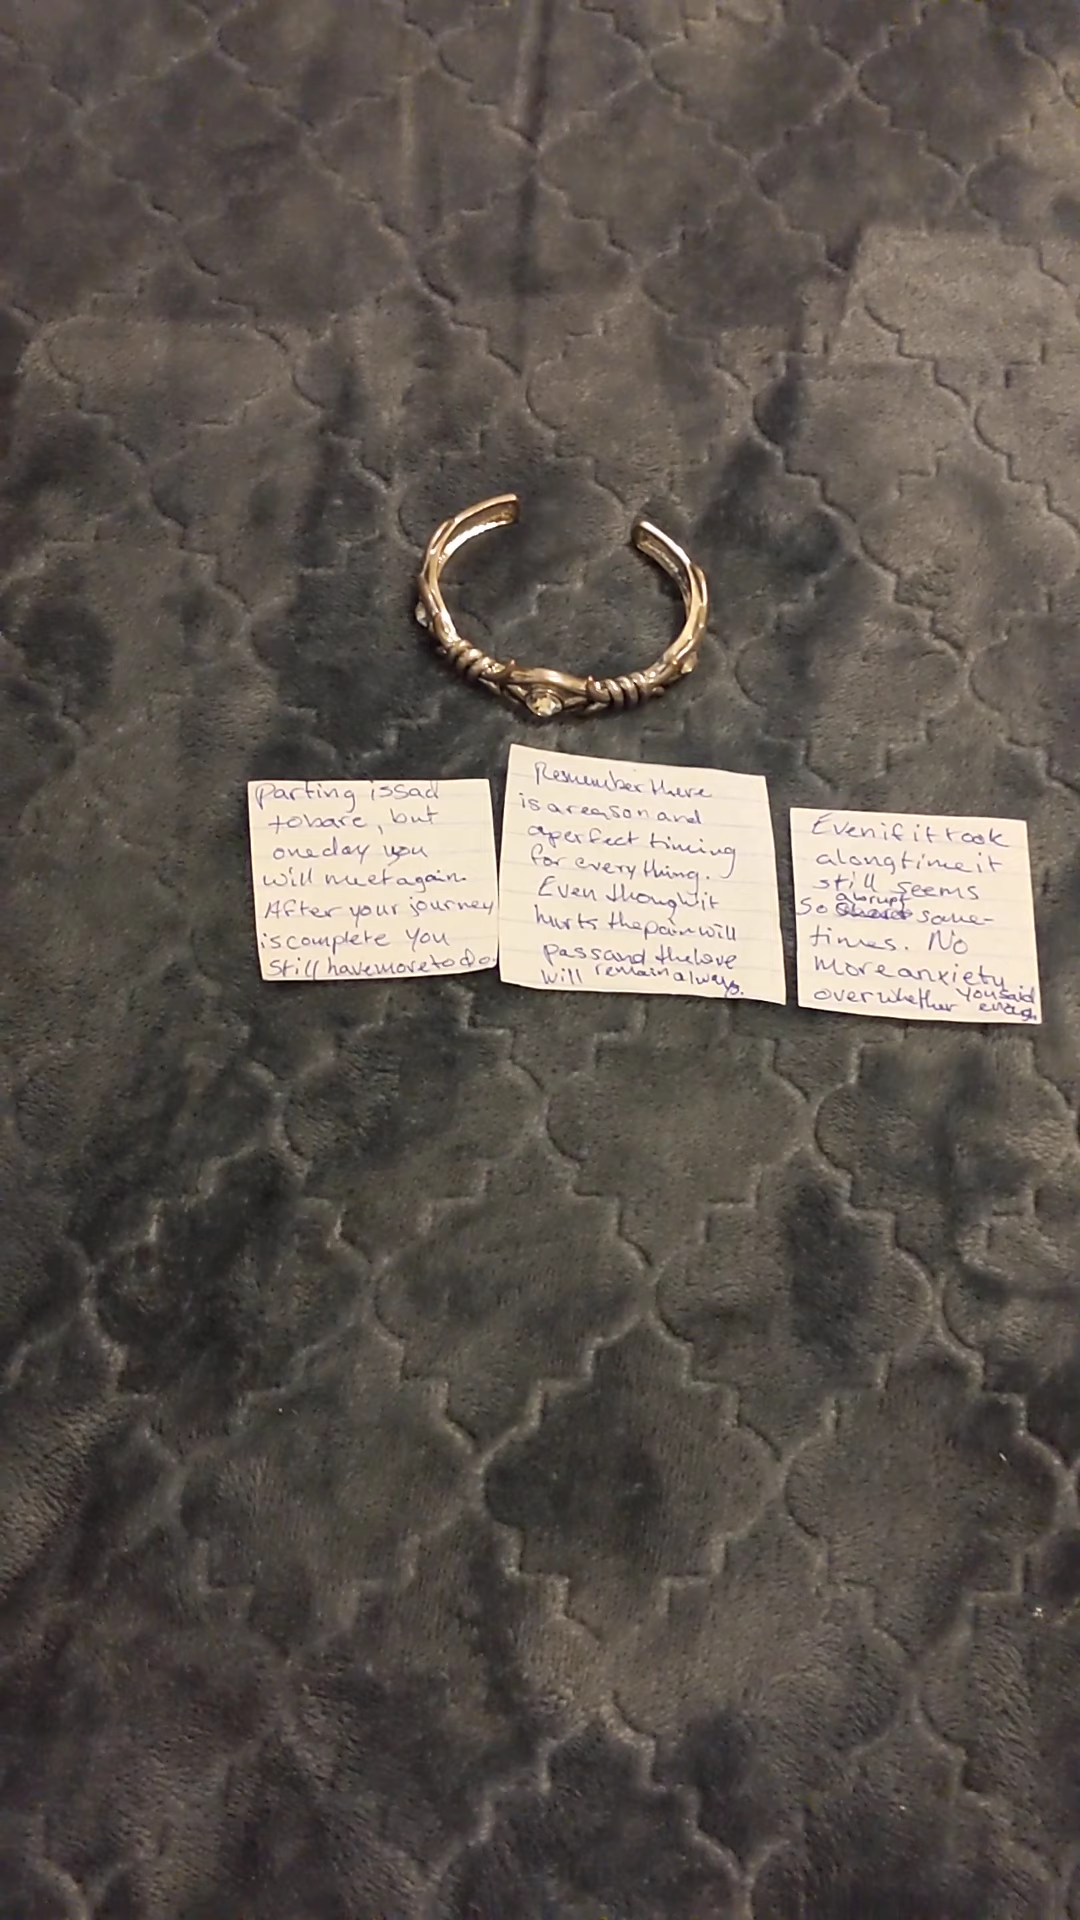 Parting is sad
to bare, but
one day you
will meet again.
After your journey
is complete you
still have more to do.
Remember there
is a reason and
a perfect timing
for everything.
Even though it
hurts the pain will
pass and the love
will remain always.
Even if it took
a long time it
still seems
so abrupt some-
times. No
more anxiety
over whether you said
enough